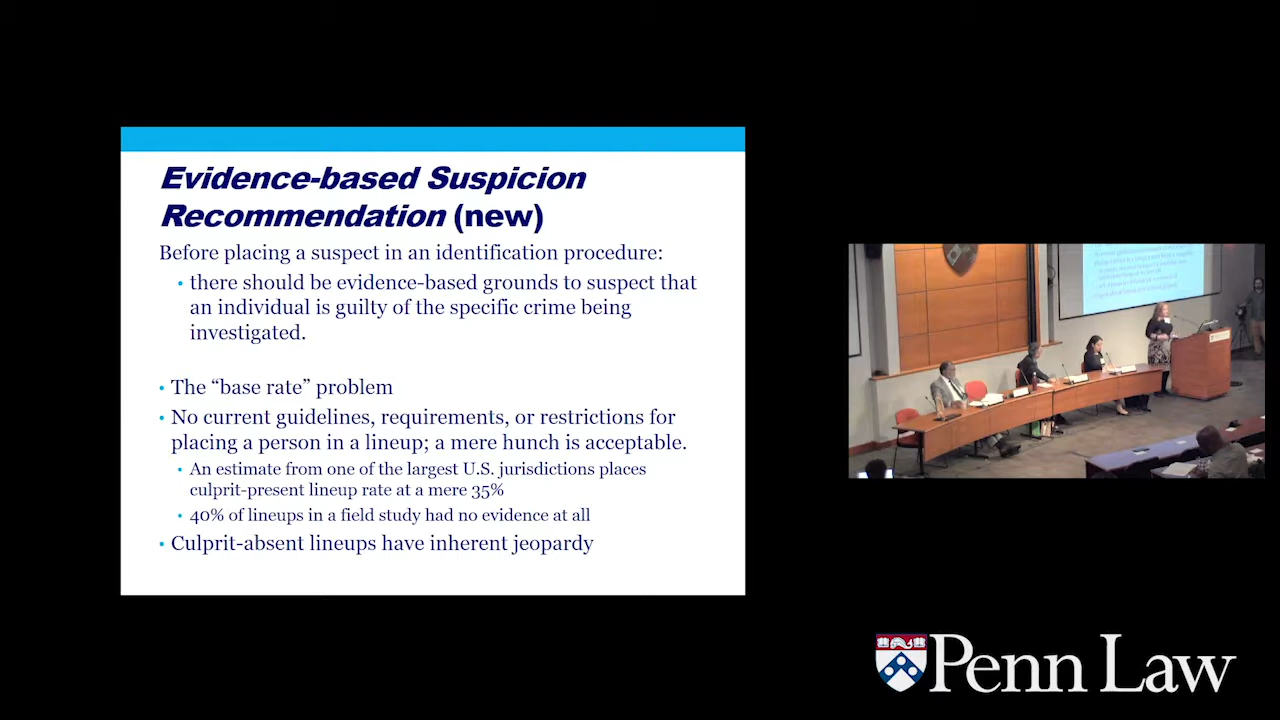 Evidence-based Suspicion
Recommendation (new)
Before placing a suspect in an identification procedure:
• there should be evidence-based grounds to suspect that
an individual is guilty of the specific crime being
investigated.
• The “base rate” problem
• No current guidelines, requirements, or restrictions for
placing a person in a lineup; a mere hunch is acceptable.
• An estimate from one of the largest U.S. jurisdictions places
culprit-present lineup rate at a mere 35%
• 40% of lineups in a field study had no evidence at all
• Culprit-absent lineups have inherent jeopardy
Penn Law